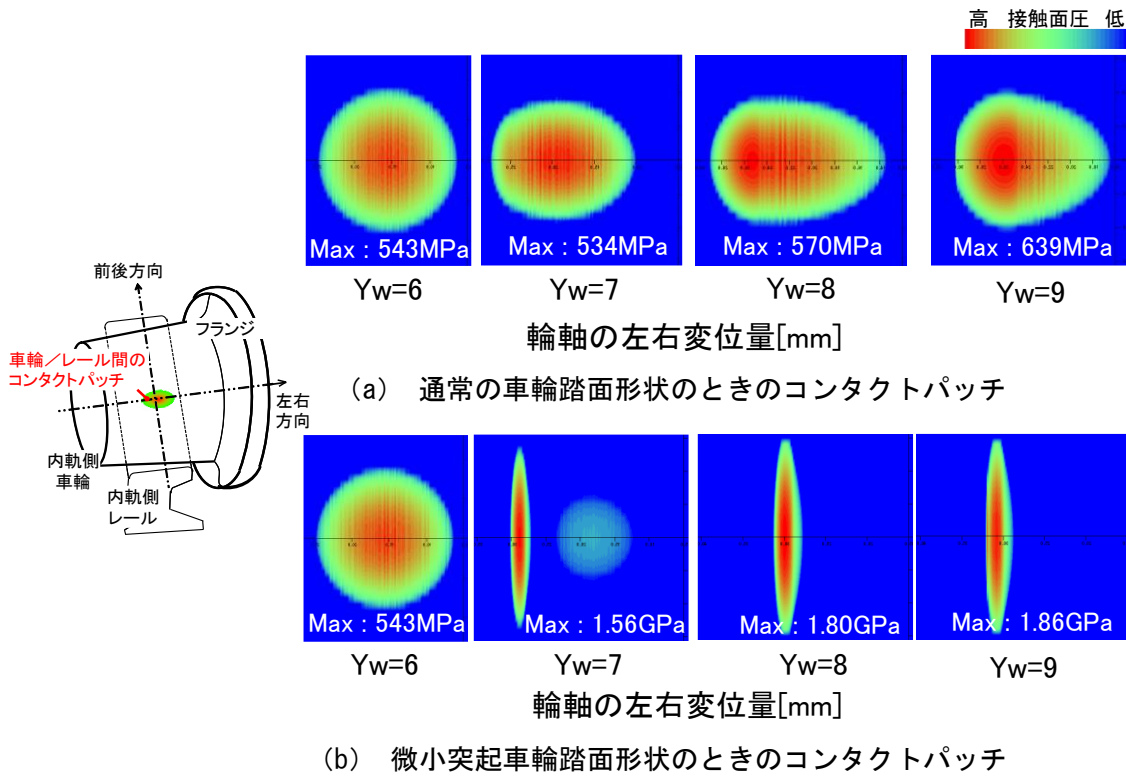 高　接触面圧　低
Max：543MPa
Max：534MPa
Max：570MPa
Max：639MPa
Yw=6
Yw=7
Yw=8
Yw=9
輪軸の左右変位量[mm]
(a)　通常の車輪踏面形状のときのコンタクトパッチ
前後方向
フランジ
車輪／レール間の
コンタクトパッチ
左右
方向
内軌側
車輪
内軌側
レール
Max：543MPa
Max：1.56GPa
Max：1.80GPa
Max：1.86GPa
Yw=6
Yw=7
Yw=8
Yw=9
輪軸の左右変位量[mm]
(b)　微小突起車輪踏面形状のときのコンタクトパッチ